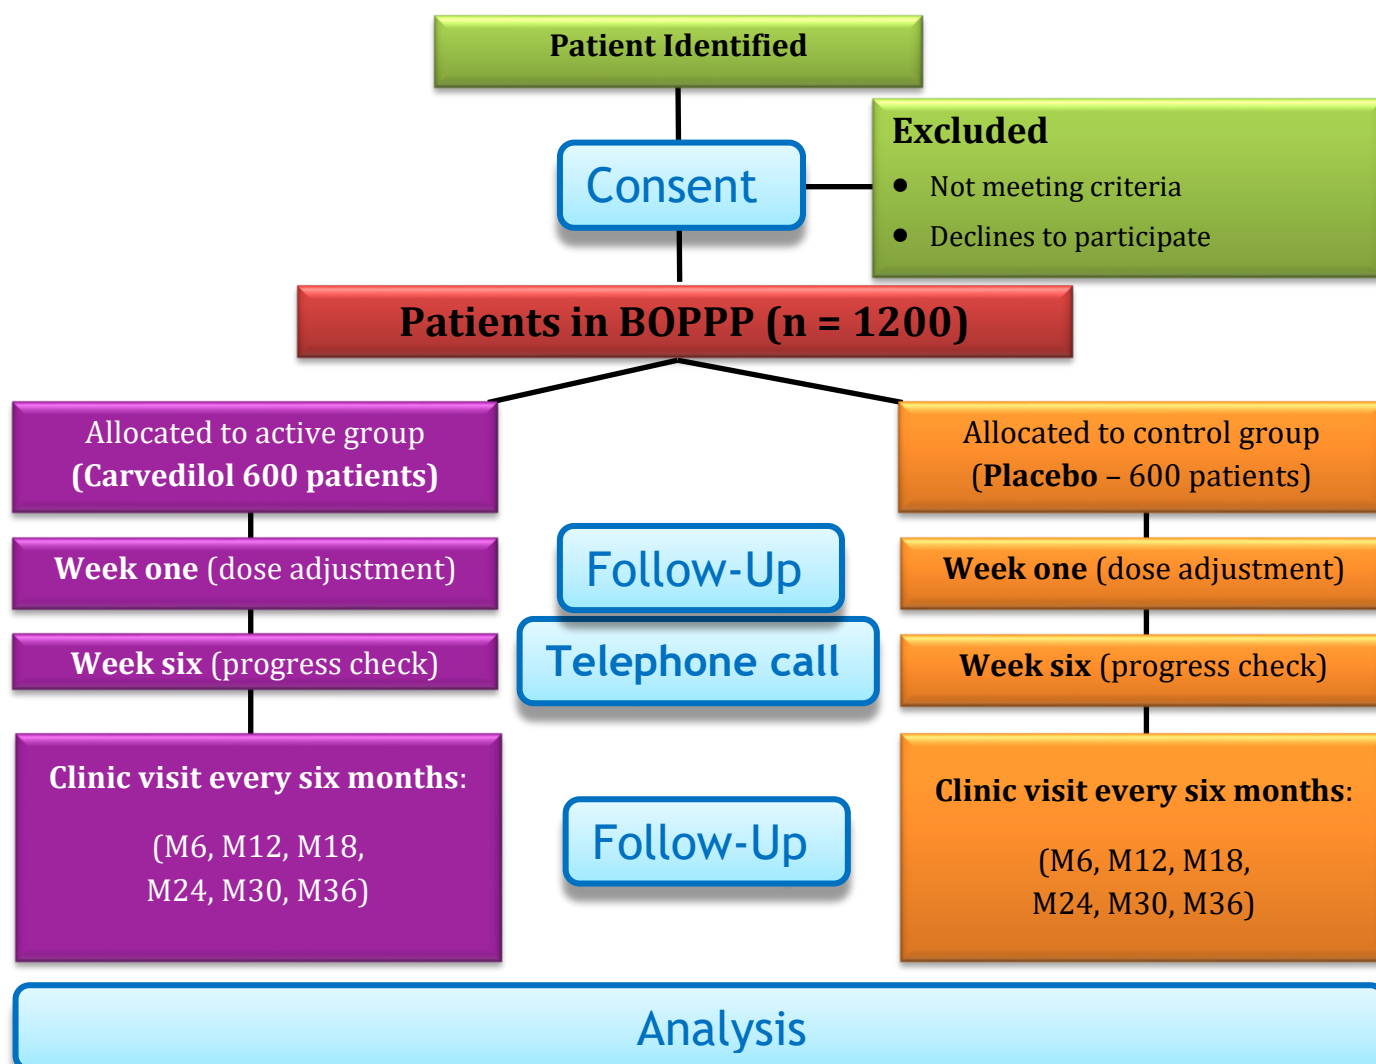 Patient Identified
Consent
Excluded
● Not meeting criteria
● Declines to participate
Patients in BOPPP (n = 1200)
Allocated to active group
(Carvedilol 600 patients)
Allocated to control group
(Placebo – 600 patients)
Week one (dose adjustment)
Follow-Up
Week one (dose adjustment)
Week six (progress check)
Telephone call
Week six (progress check)
Clinic visit every six months:
(M6, M12, M18,
M24, M30, M36)
Follow-Up
Clinic visit every six months:
(M6, M12, M18,
M24, M30, M36)
Analysis